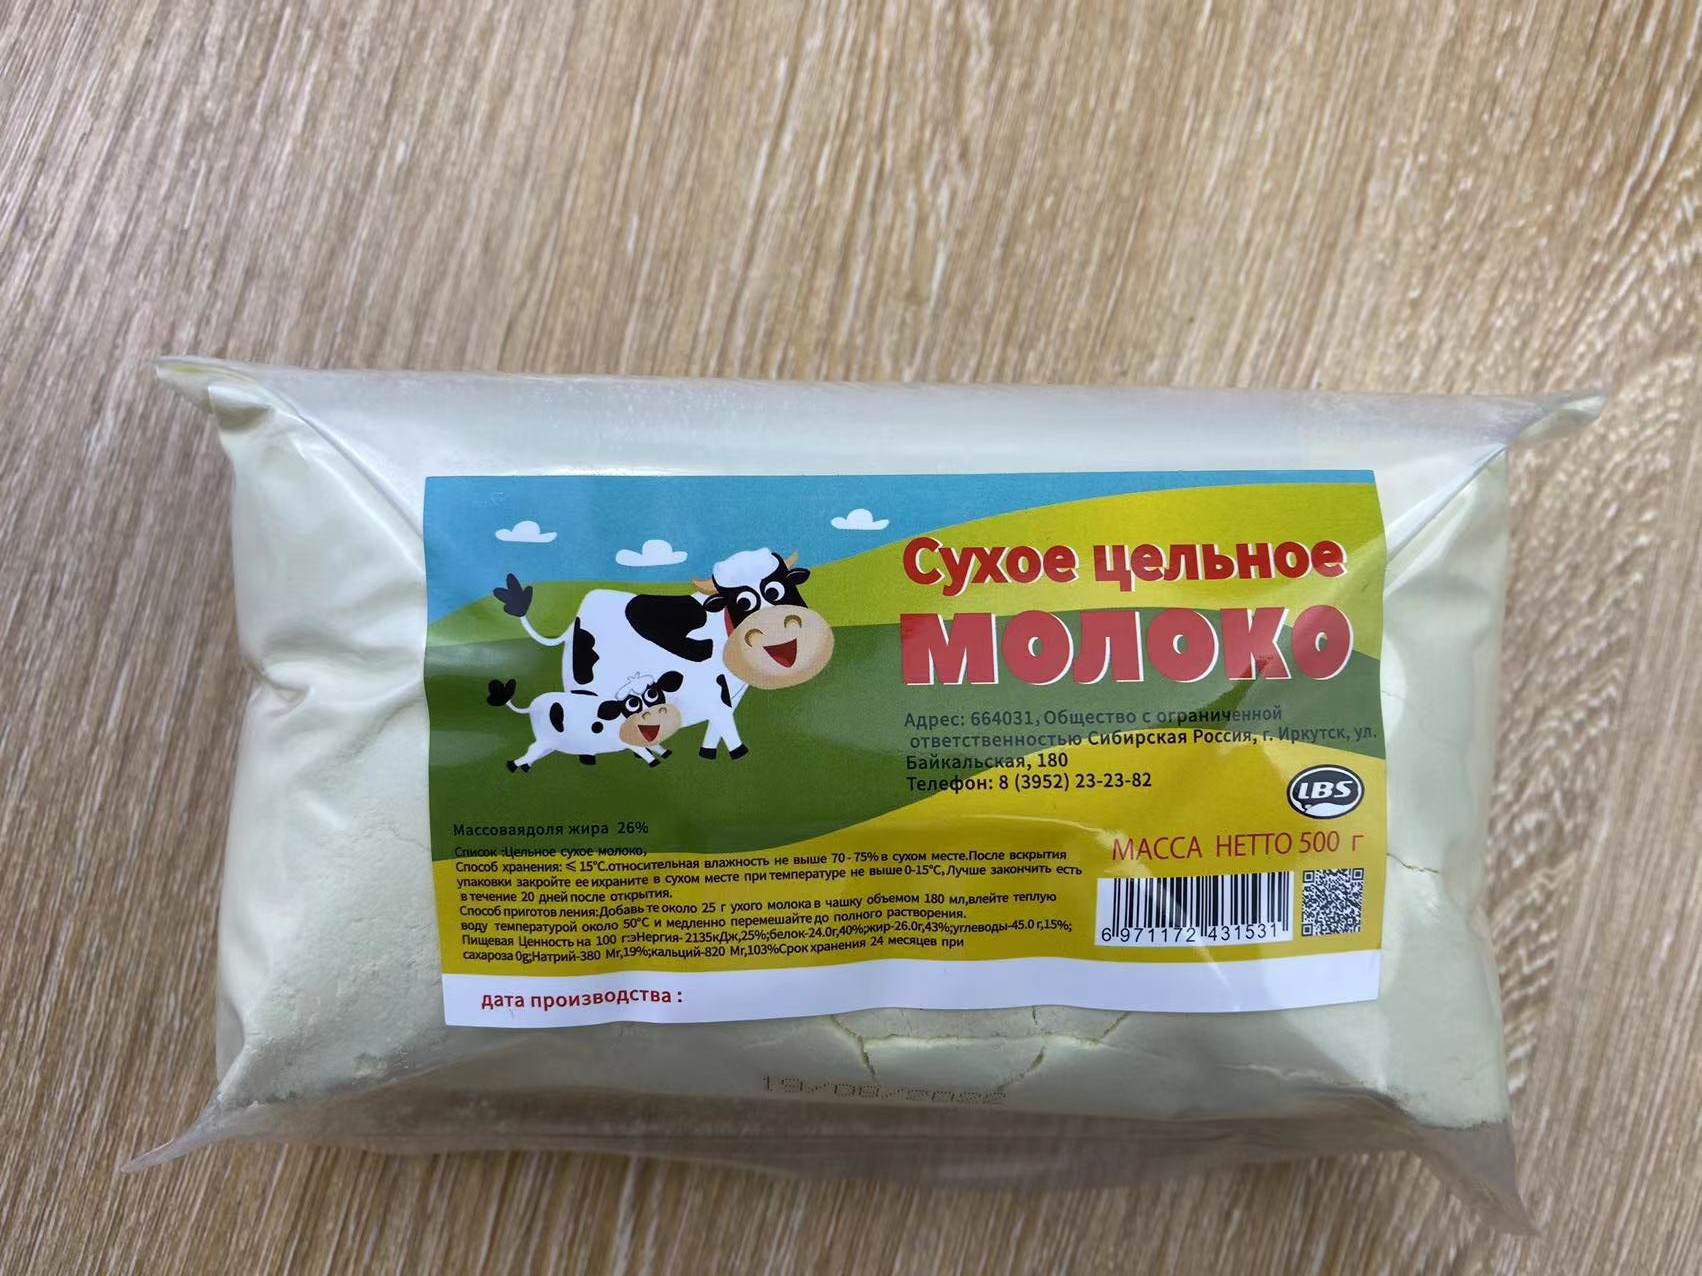 Сухое цельное
МОЛОКО
Адрес: 664031, Общество с ограниченной
ответственностью Сибирская Россия, г. Иркутск, ул.
Байкальская, 180
Телефон: 8 (3952) 23-23-82
LBS
МАССА НЕТТО 500 г
Массоваядоля жира 26%
Список :Цельное сухое молоко,
Способ хранения: ≤ 15°C.относительная влажность не выше 70-75% в сухом месте.После вскрытия
упаковки закройте ее ихраните в сухом месте при температуре не выше 0-15°C, Лучше закончить есть
в течение 20 дней после открытия.
Способ приготов ления:Добавь те около 25 г ухого молока в чашку объемом 180 мл,влейте теплую
воду температурой около 50°C и медленно перемешайте до полного растворения.
Пищевая Ценность на 100 г:эНергия-2135кДж,25%;белок-24.0г,40%;жир-26.0г,43%;углеводы-45.0 г,15%;
сахароза 0g;Натрий-380 Мг,19%;кальций-820 Мг,103%Срок хранения 24 месяцев при
6 971172 431531
дата производства :
19/08/2022